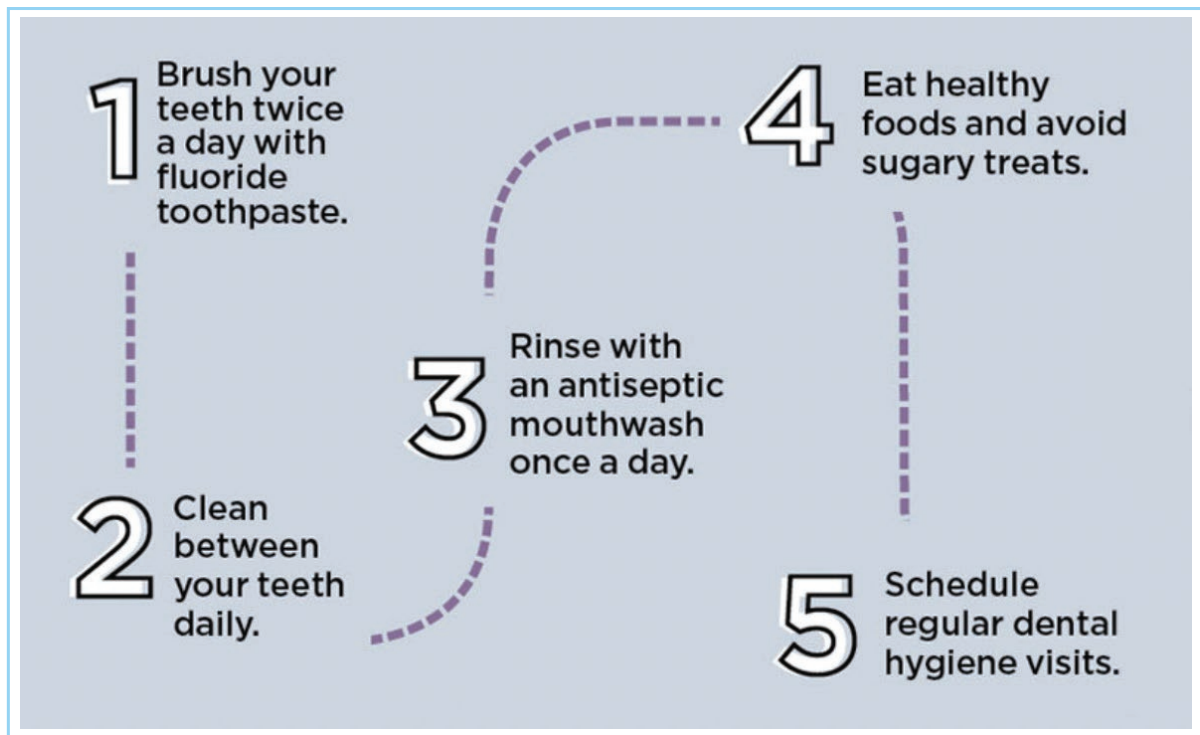 1
Brush your
teeth twice
a day with
fluoride
toothpaste.
2
Clean
between
your teeth
daily.
3
Rinse with
an antiseptic
mouthwash
once a day.
4
Eat healthy
foods and avoid
sugary treats.
5
Schedule
regular dental
hygiene visits.